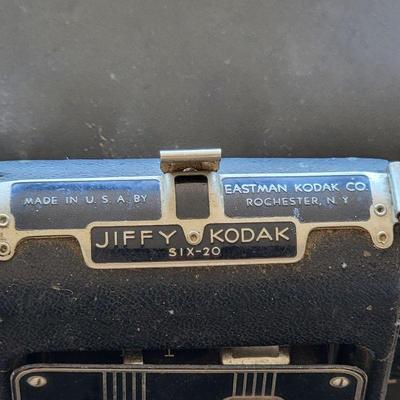 MADE IN U.S.A. BY
EASTMAN KODAK CO.
ROCHESTER, N.Y.
JIFFY KODAK
SIX-20